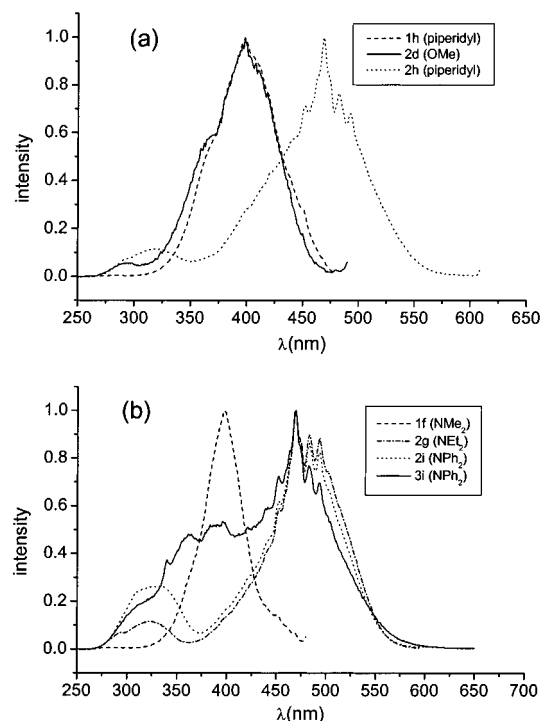 (a)
1h (piperidyl)
2d (OMe)
2h (piperidyl)
intensity
1.0
0.8
0.6
0.4
0.2
0.0
250 300 350 400 450 500 550 600 650
λ(nm)
(b)
1f (NMe₂)
2g (NEt₂)
2i (NPh₂)
3i (NPh₂)
intensity
1.0
0.8
0.6
0.4
0.2
0.0
250 300 350 400 450 500 550 600 650 700
λ(nm)